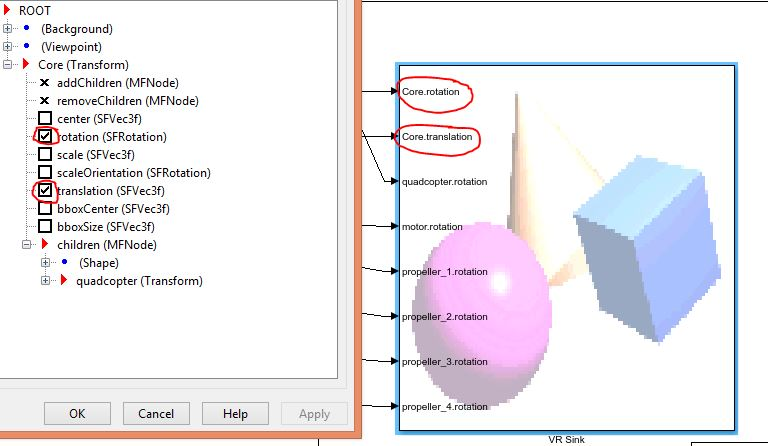 ROOT
(Background)
(Viewpoint)
Core (Transform)
addChildren (MFNode)
removeChildren (MFNode)
center (SFVec3f)
rotation (SFRotation)
scale (SFVec3f)
scaleOrientation (SFRotation)
translation (SFVec3f)
bboxCenter (SFVec3f)
bboxSize (SFVec3f)
children (MFNode)
(Shape)
quadcopter (Transform)
OK
Cancel
Help
Apply
Core.rotation
Core.translation
quadcopter.rotation
motor.rotation
propeller_1.rotation
propeller_2.rotation
propeller_3.rotation
propeller_4.rotation
VR Sink